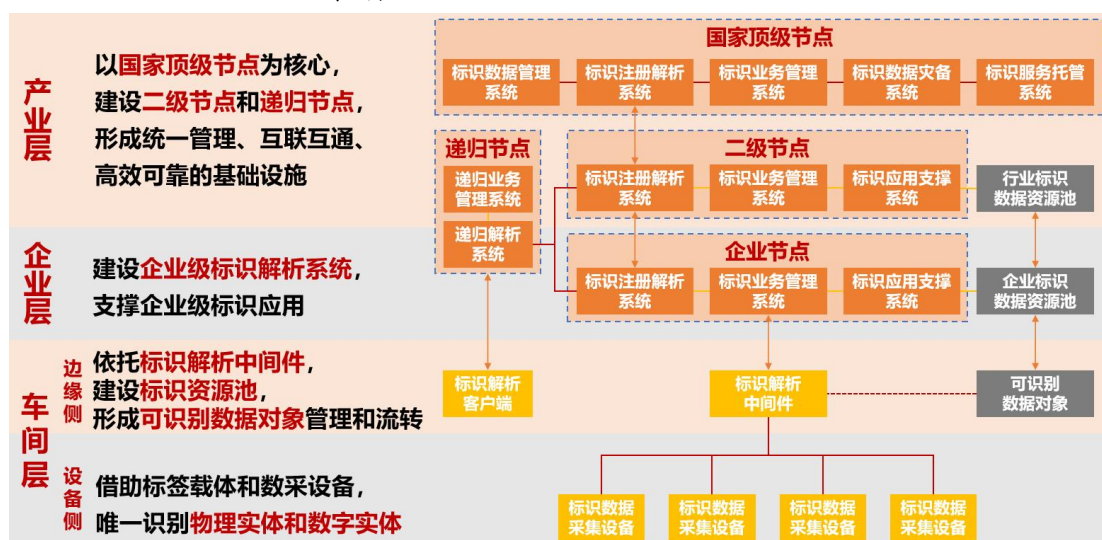 产业层
以国家顶级节点为核心，
建设二级节点和递归节点，
形成统一管理、互联互通、
高效可靠的基础设施
国家顶级节点
标识数据管理
系统
标识注册解析
系统
标识业务管理
系统
标识数据灾备
系统
标识服务托管
系统
递归节点
递归业务
管理系统
递归解析
系统
二级节点
标识注册解析
系统
标识业务管理
系统
标识应用支撑
系统
行业标识
数据资源池
企业层
建设企业级标识解析系统，
支撑企业级标识应用
企业节点
标识注册解析
系统
标识业务管理
系统
标识应用支撑
系统
企业标识
数据资源池
车间层
边缘侧
依托标识解析中间件，
建设标识资源池，
形成可识别数据对象管理和流转
标识解析
客户端
标识解析
中间件
可识别
数据对象
设备侧
借助标签载体和数采设备，
唯一识别物理实体和数字实体
标识数据
采集设备
标识数据
采集设备
标识数据
采集设备
标识数据
采集设备